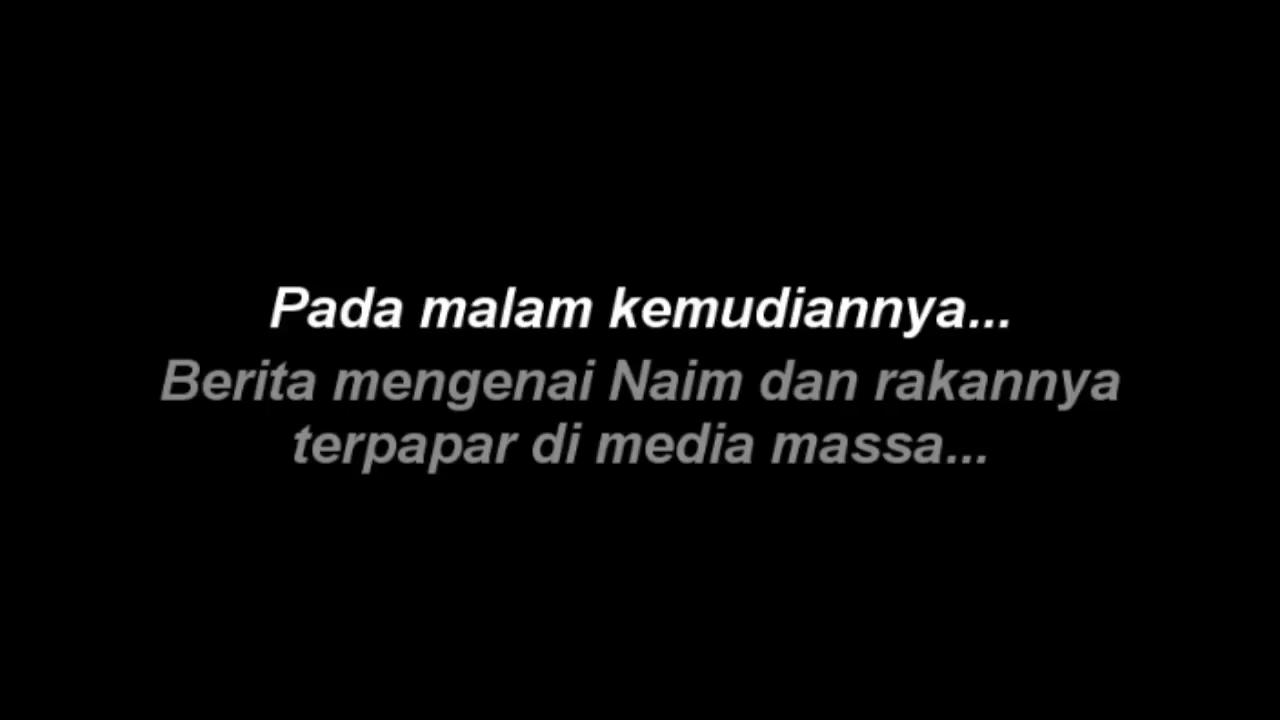 Pada malam kemudiannya...
Berita mengenai Naim dan rakannya
terpapar di media massa...